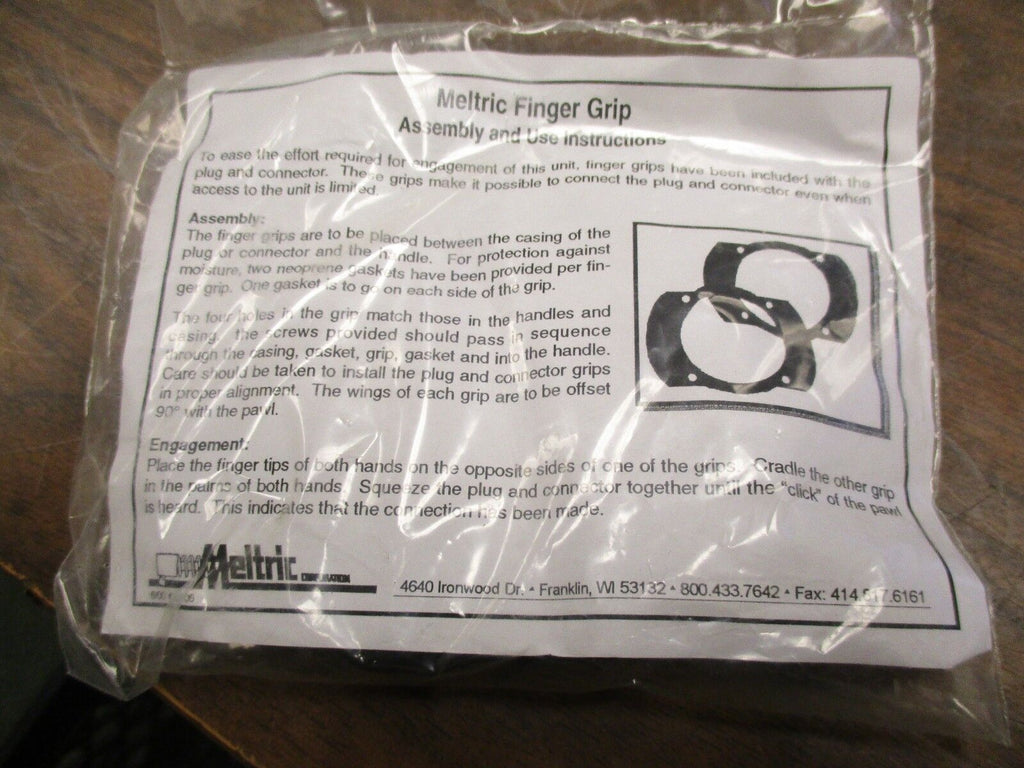 Meltric Finger Grip
Assembly and Use Instructions
To ease the effort required for engagement of this unit, finger grips have been included with the
plug and connector. These grips make it possible to connect the plug and connector even when
access to the unit is limited.
Assembly:
The finger grips are to be placed between the casing of the
plug or connector and the handle. For protection against
moisture, two neoprene gaskets have been provided per fin-
ger grip. One gasket is to go on each side of the grip.
The four holes in the grip match those in the handles and
casing. the screws provided should pass in sequence
through the casing, gasket, grip, gasket and into the handle.
Care should be taken to install the plug and connector grips
in proper alignment. The wings of each grip are to be offset
90° with the pawl.
Engagement:
Place the finger tips of both hands on the opposite sides of one of the grips. Cradle the other grip
in the palms of both hands. Squeeze the plug and connector together until the "click" of the pawl
is heard. This indicates that the connection has been made.
Meltric CORPORATION
4640 Ironwood Dr. • Franklin, WI 53132 • 800.433.7642 • Fax: 414.817.6161